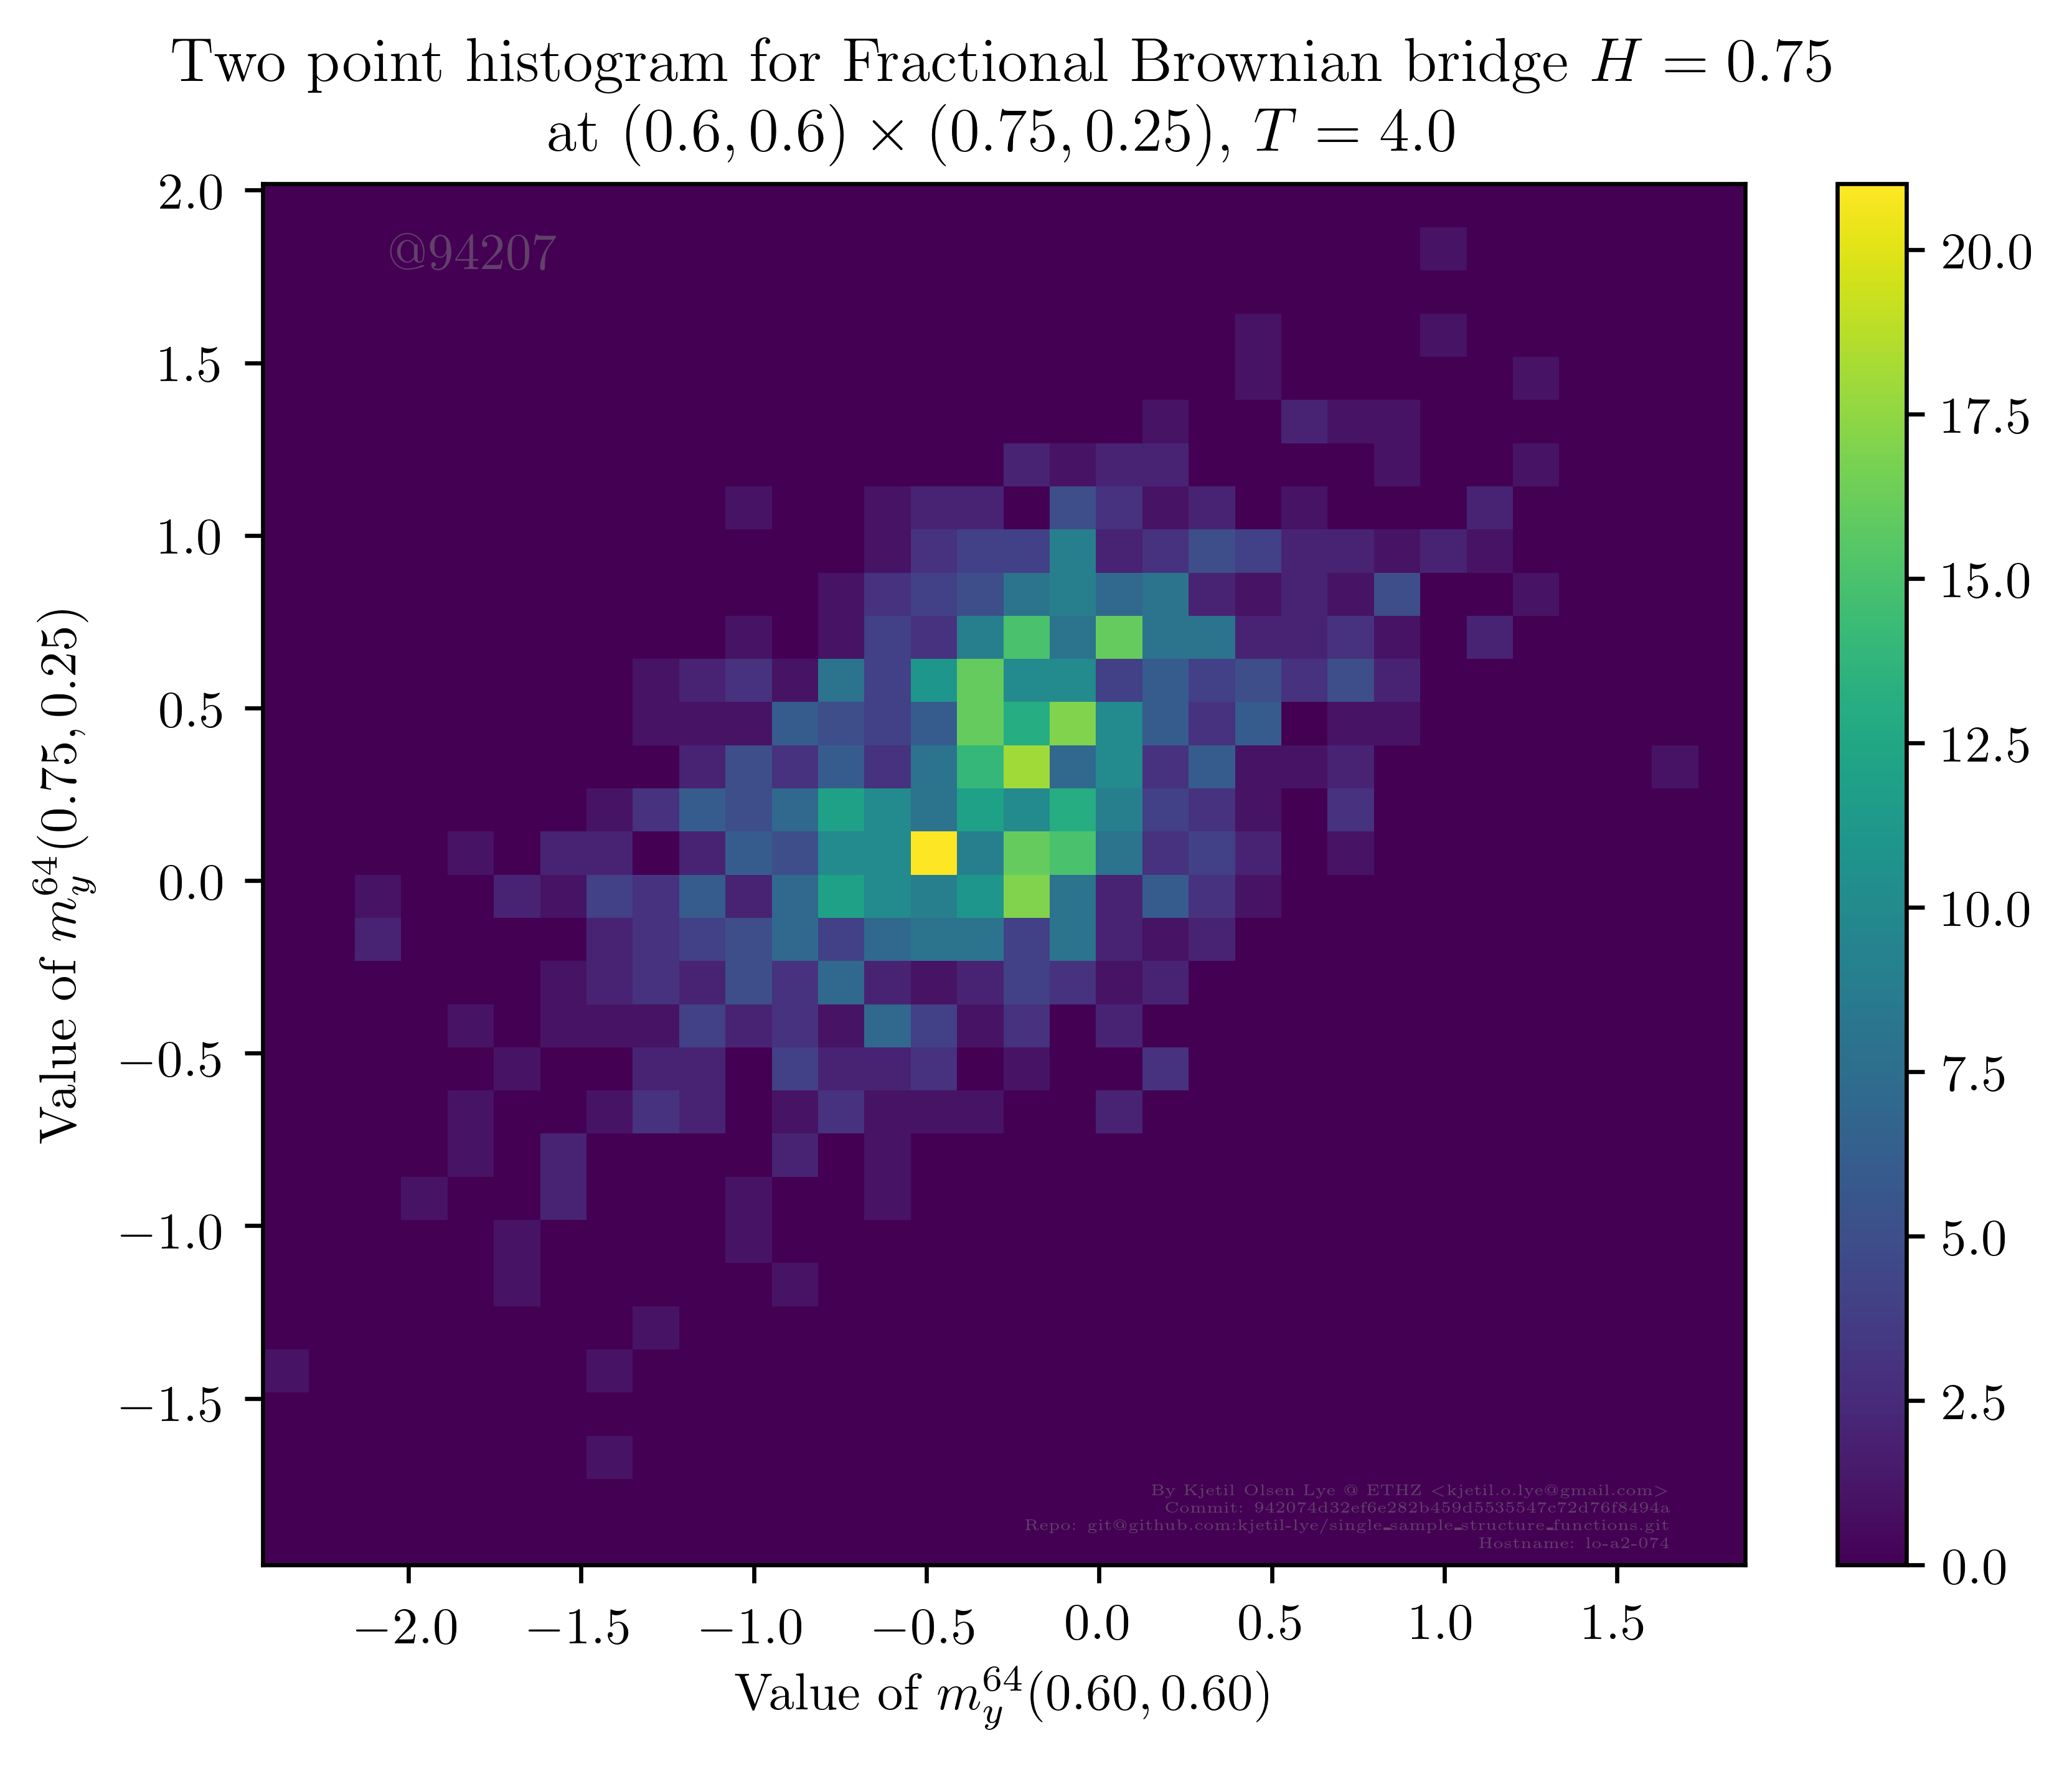 Two point histogram for Fractional Brownian bridge H = 0.75
at (0.6, 0.6) × (0.75, 0.25), T = 4.0
@94207
2.0
1.5
1.0
0.5
0.0
−0.5
−1.0
−1.5
Value of m_y^64(0.75, 0.25)
−2.0 −1.5 −1.0 −0.5 0.0 0.5 1.0 1.5
Value of m_y^64(0.60, 0.60)
20.0
17.5
15.0
12.5
10.0
7.5
5.0
2.5
0.0
By Kjetil Olsen Lye @ ETHZ <kjetil.o.lye@gmail.com>
Commit: 942074d32ef6e282b459d5535547c72d76f8494a
Repo: git@github.com:kjetil-lye/single_sample_structure_functions.git
Hostname: lo-a2-074